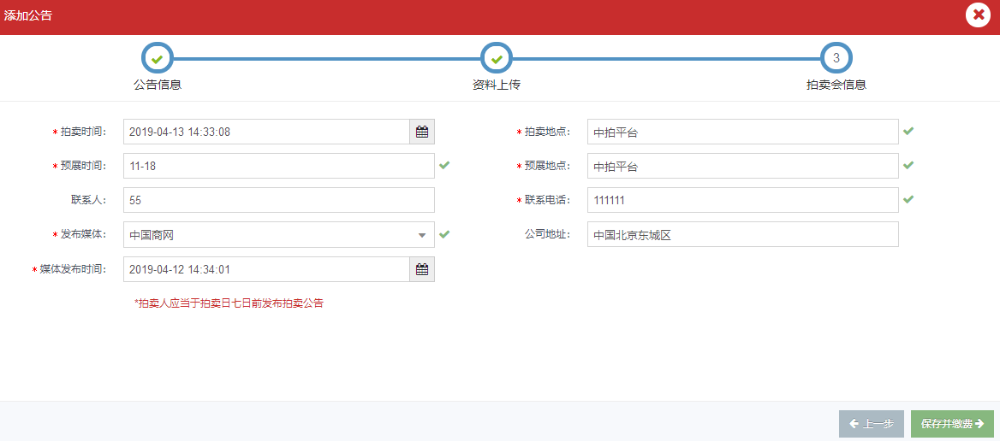 添加公告
3
公告信息 资料上传 拍卖会信息
* 拍卖时间: 2019-04-13 14:33:08 * 拍卖地点: 中拍平台
* 预展时间: 11-18 * 预展地点: 中拍平台
联系人: 55 * 联系电话: 111111
* 发布媒体: 中国商网 公司地址: 中国北京东城区
* 媒体发布时间: 2019-04-12 14:34:01
*拍卖人应当于拍卖日七日前发布拍卖公告
上一步 保存并缴费